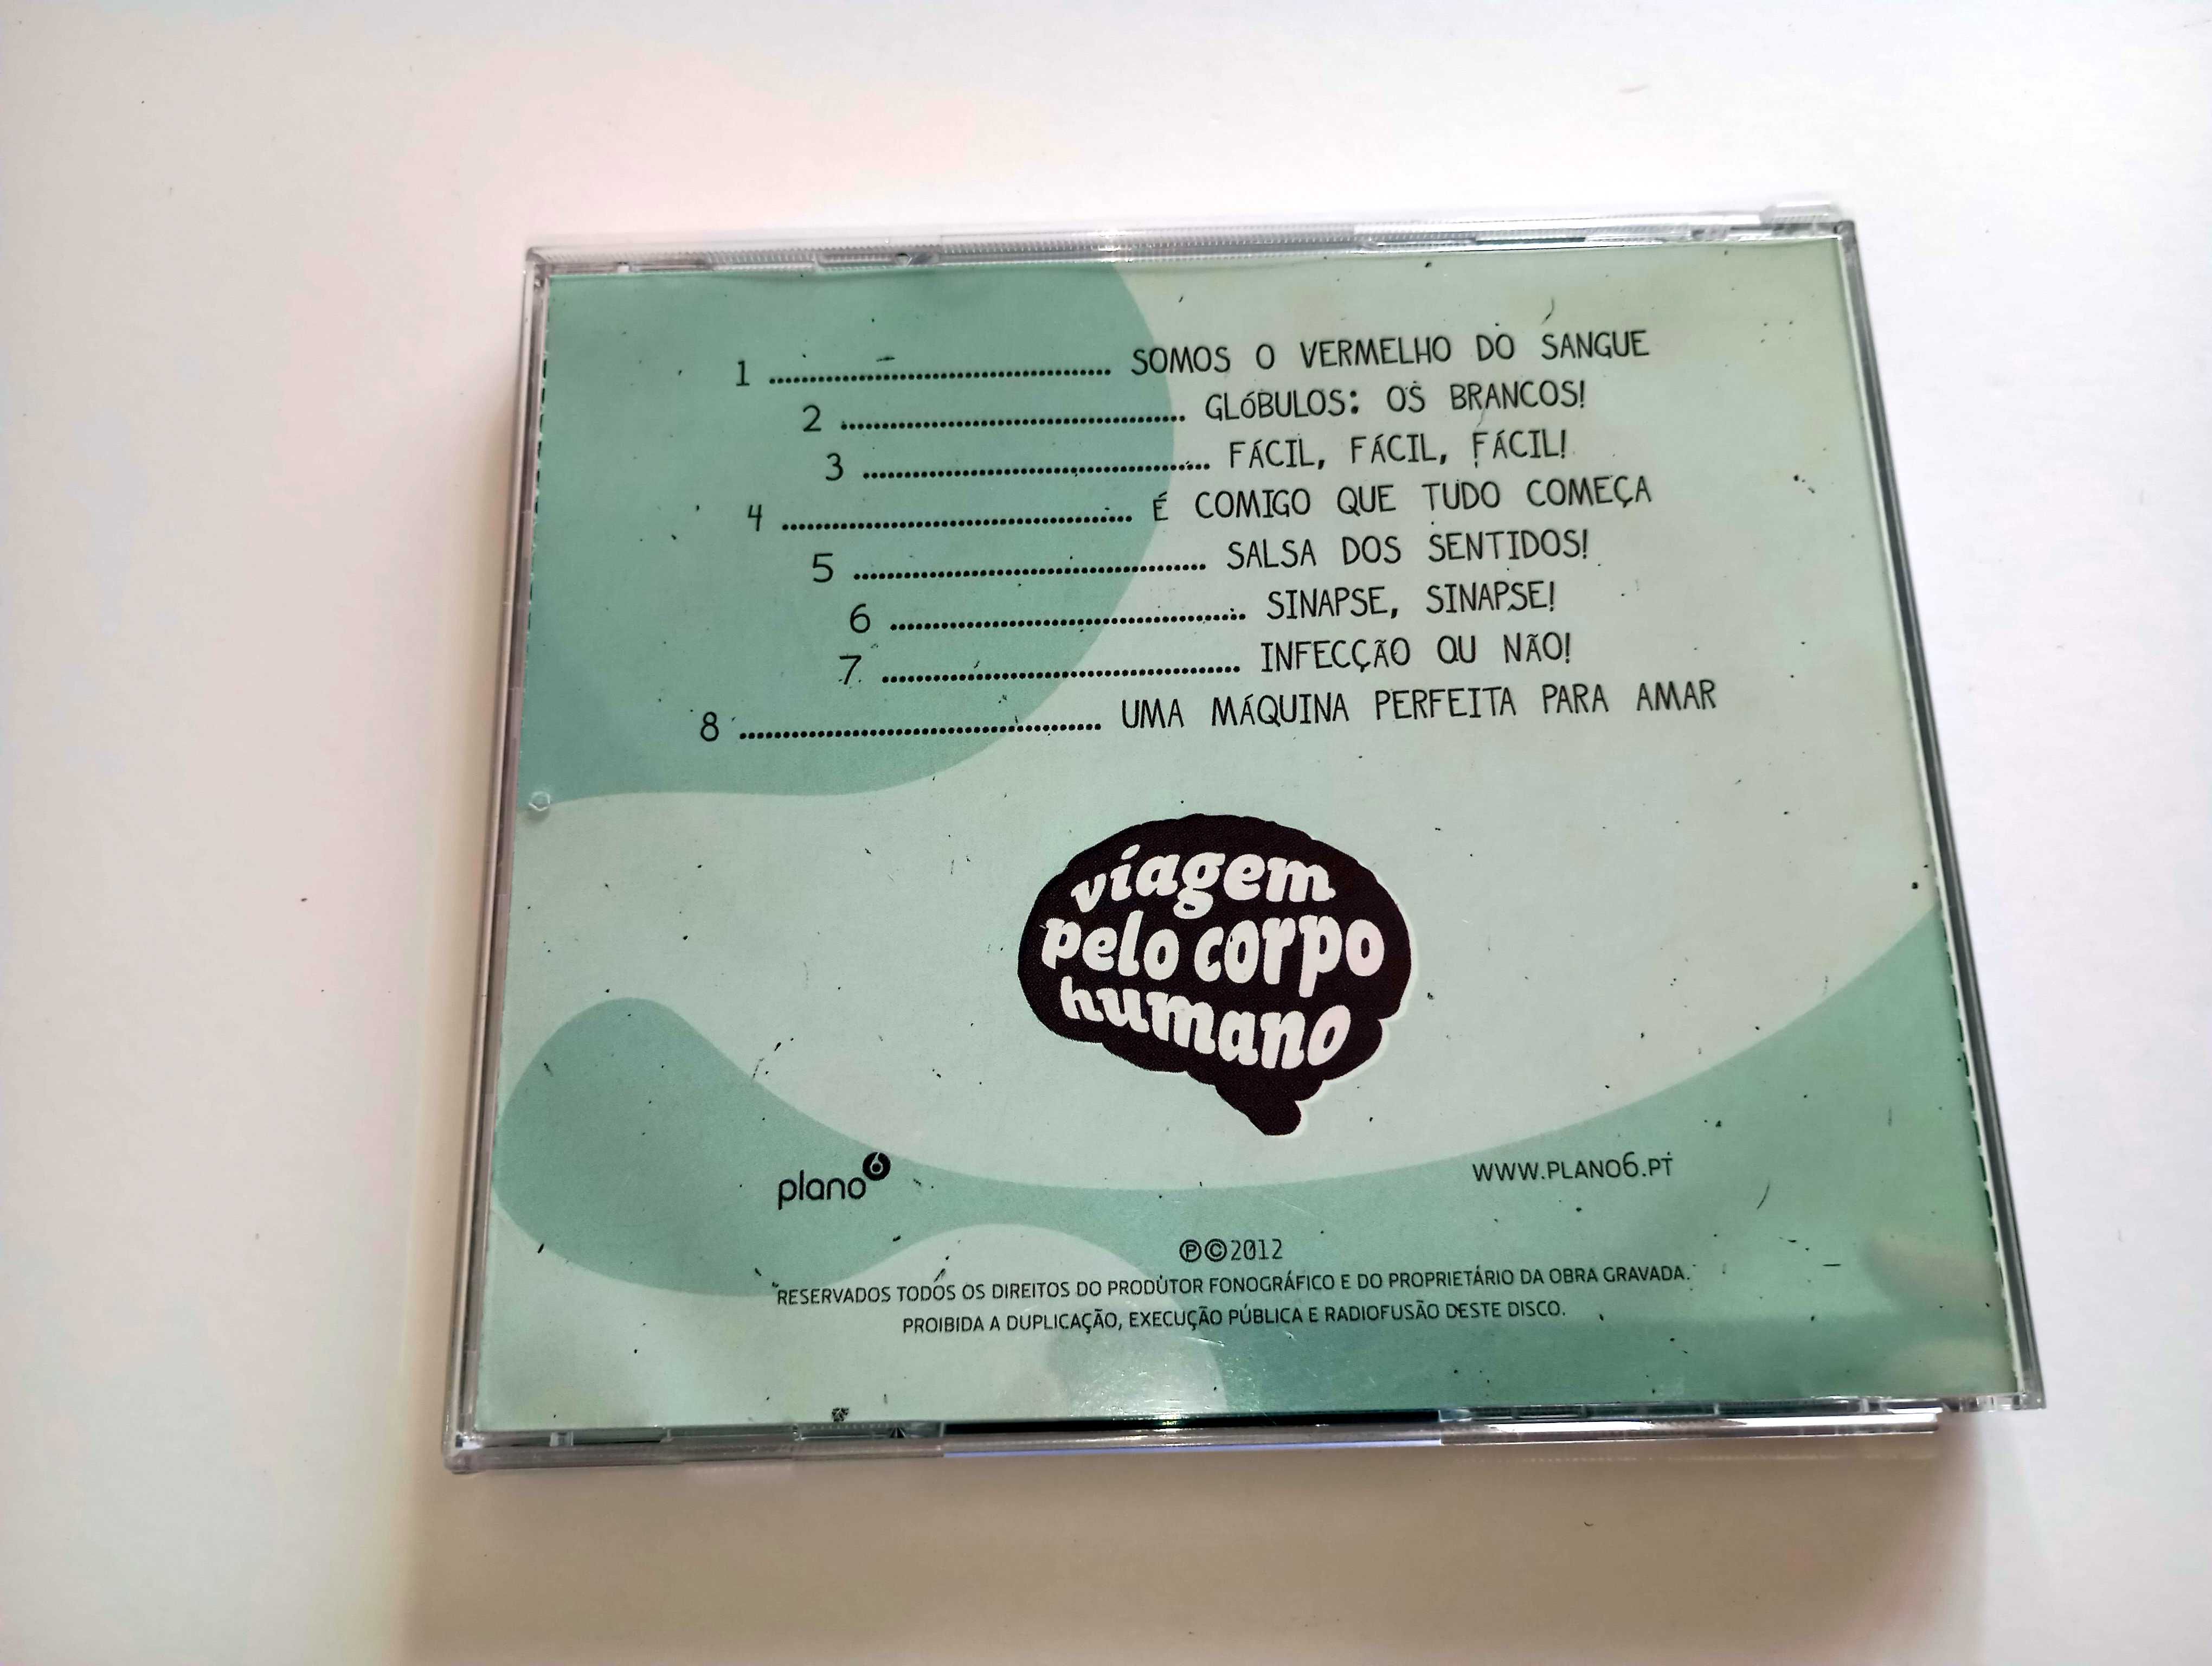 1 ............................................ SOMOS O VERMELHO DO SANGUE
2 ............................................ GLÓBULOS: OS BRANCOS!
3 ............................................ FÁCIL, FÁCIL, FÁCIL!
4 ............................................ É COMIGO QUE TUDO COMEÇA
5 ............................................ SALSA DOS SENTIDOS!
6 ............................................ SINAPSE, SINAPSE!
7 ............................................ INFECÇÃO OU NÃO!
8 ............................................ UMA MÁQUINA PERFEITA PARA AMAR
viagem
pelo corpo
humano
plano6
WWW.PLANO6.PT
℗©2012
RESERVADOS TODOS OS DIREITOS DO PRODUTOR FONOGRÁFICO E DO PROPRIETÁRIO DA OBRA GRAVADA.
PROIBIDA A DUPLICAÇÃO, EXECUÇÃO PÚBLICA E RADIOFUSÃO DESTE DISCO.